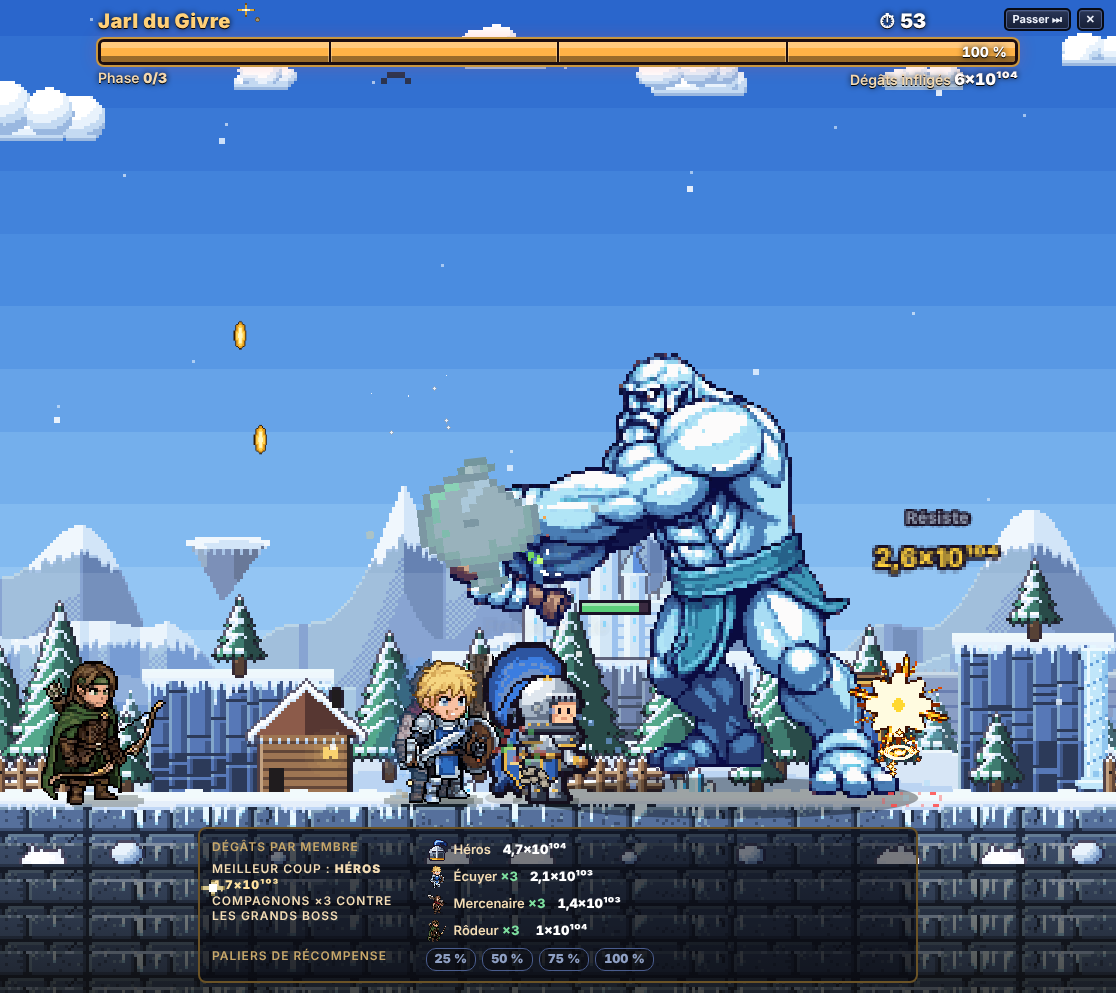 Jarl du Givre
⏱ 53
Passer ⏭ ✕
100 %
Phase 0/3
Dégâts infligés 6×10¹⁰⁴
Résiste
2,6×10¹⁰⁴
DÉGÂTS PAR MEMBRE
MEILLEUR COUP : HÉROS
7×10¹⁰³
COMPAGNONS ×3 CONTRE
LES GRANDS BOSS
Héros 4,7×10¹⁰⁴
Écuyer ×3 2,1×10¹⁰³
Mercenaire ×3 1,4×10¹⁰³
Rôdeur ×3 1×10¹⁰⁴
PALIERS DE RÉCOMPENSE
25 % 50 % 75 % 100 %